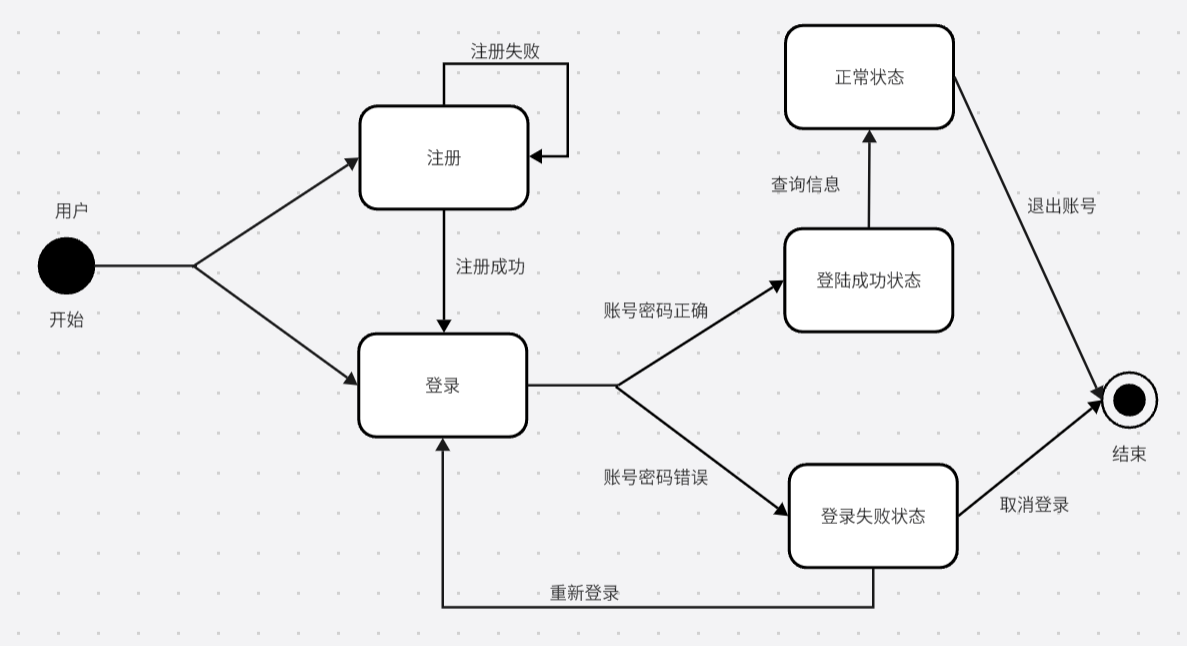 注册失败
正常状态
注册
查询信息
用户
退出账号
注册成功
登陆成功状态
开始
账号密码正确
登录
结束
账号密码错误
取消登录
登录失败状态
重新登录